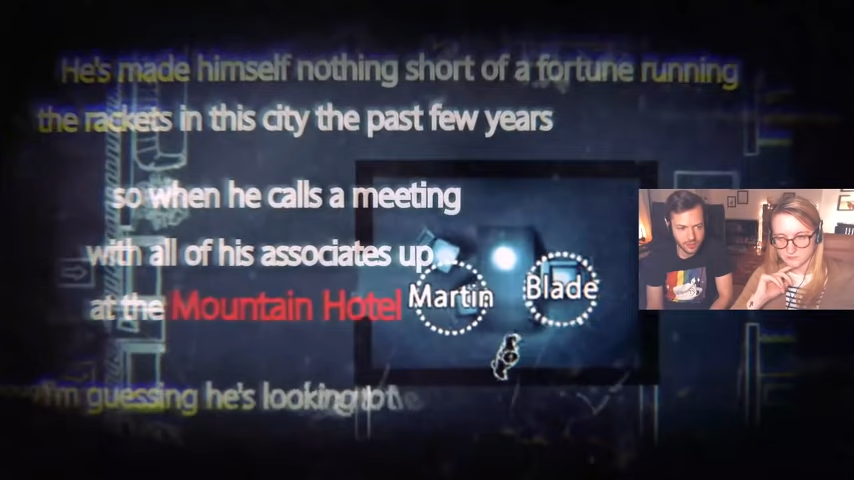 He's made himself nothing short of a fortune running
the rackets in this city the past few years
so when he calls a meeting
with all of his associates up
at the Mountain Hotel
Martin
Blade
I'm guessing he's looking to